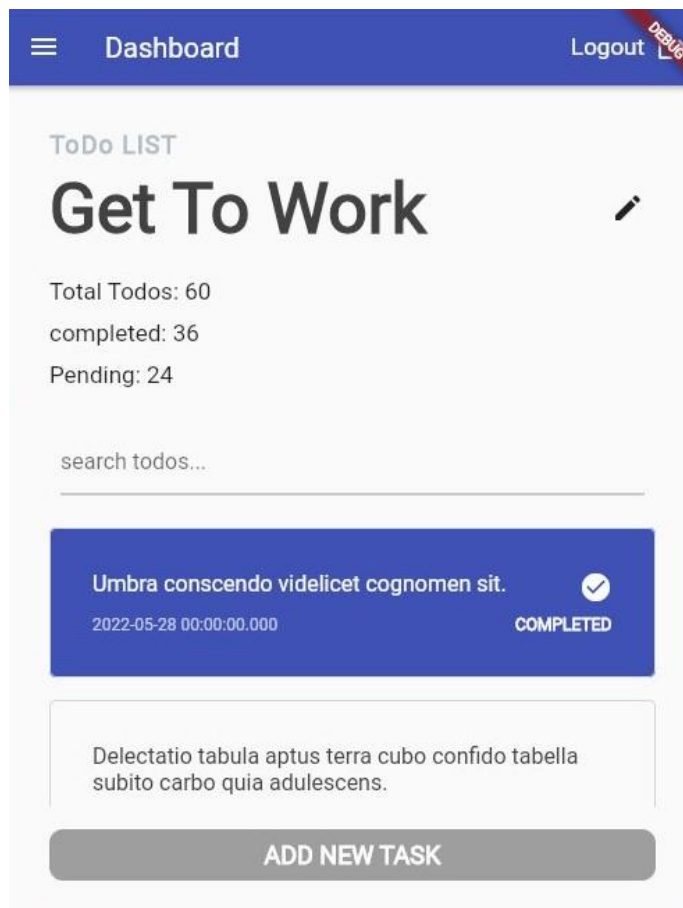 Dashboard
Logout
DEBUG
ToDo LIST
Get To Work
Total Todos: 60
completed: 36
Pending: 24
search todos...
Umbra conscendo videlicet cognomen sit.
2022-05-28 00:00:00.000
COMPLETED
Delectatio tabula aptus terra cubo confido tabella
subito carbo quia adulescens.
ADD NEW TASK